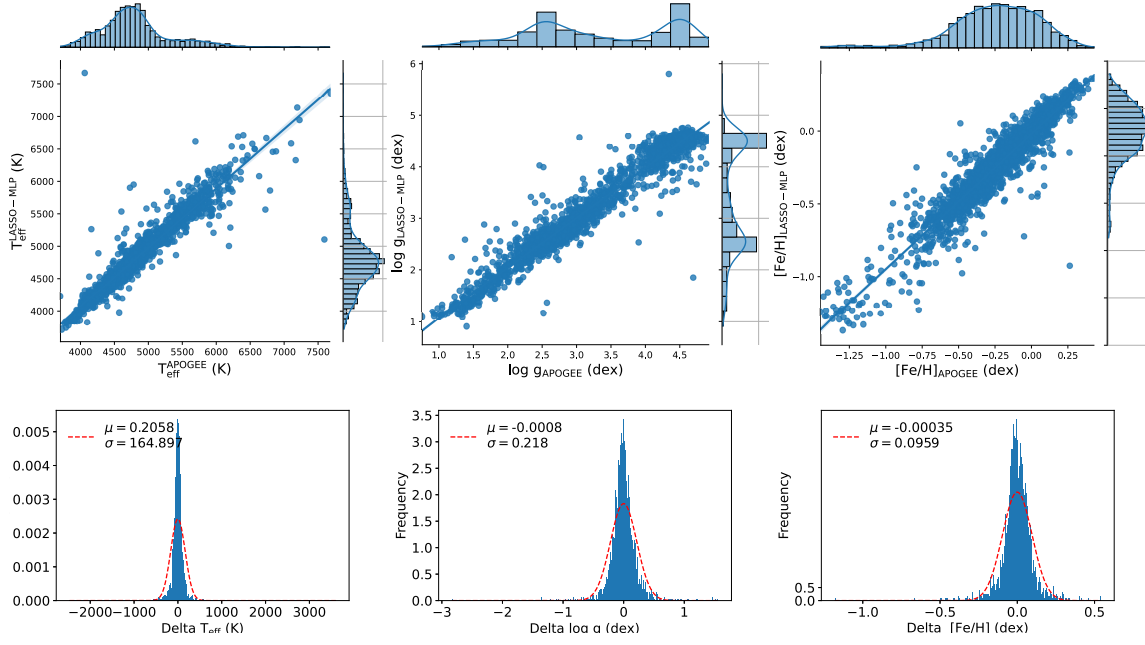 7500
7000
6500
6000
5500
5000
4500
4000
T_eff^LASSO−MLP (K)
4000 4500 5000 5500 6000 6500 7000 7500
T_eff^APOGEE (K)
6
5
4
3
2
1
log g_LASSO−MLP (dex)
1.0 1.5 2.0 2.5 3.0 3.5 4.0 4.5
log g_APOGEE (dex)
0.0
−0.5
−1.0
[Fe/H]_LASSO−MLP (dex)
−1.25 −1.00 −0.75 −0.50 −0.25 0.00 0.25
[Fe/H]_APOGEE (dex)
0.005
0.004
0.003
0.002
0.001
0.000
μ = 0.2058
σ = 164.897
−2000 −1000 0 1000 2000 3000
Delta T_eff (K)
3.5
3.0
2.5
2.0
1.5
1.0
0.5
0.0
Frequency
μ = -0.0008
σ = 0.218
−3 −2 −1 0 1
Delta log g (dex)
0.5
0.0
Frequency
μ = -0.00035
σ = 0.0959
−1.0 −0.5 0.0 0.5
Delta [Fe/H] (dex)